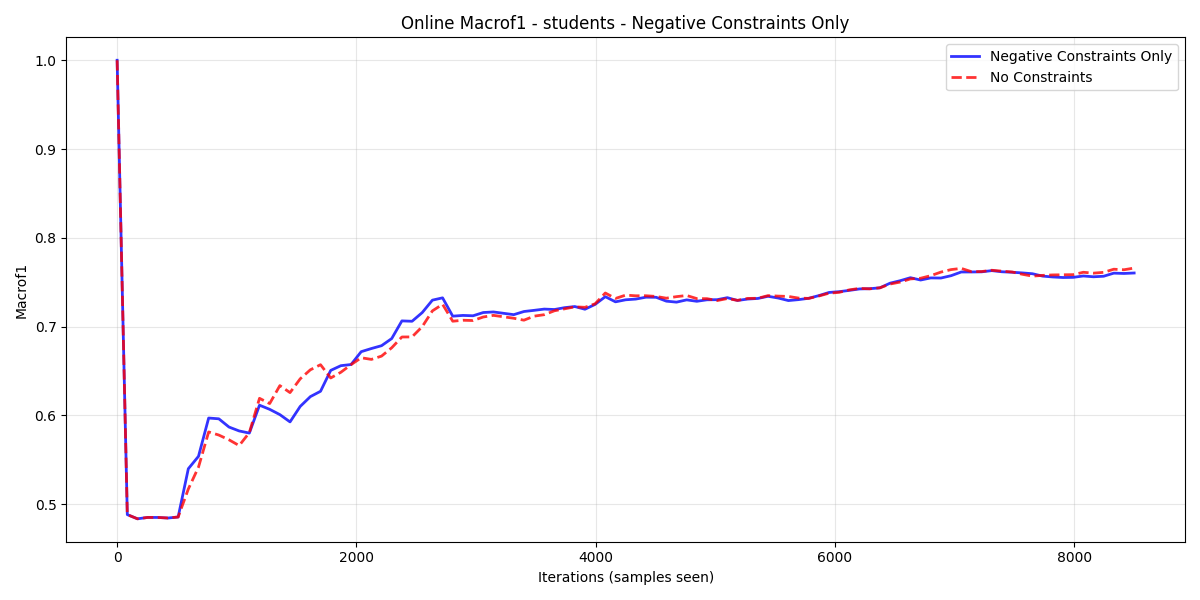 Online Macrof1 - students - Negative Constraints Only
Negative Constraints Only
No Constraints
Macrof1
1.0
0.9
0.8
0.7
0.6
0.5
0
2000
4000
6000
8000
Iterations (samples seen)